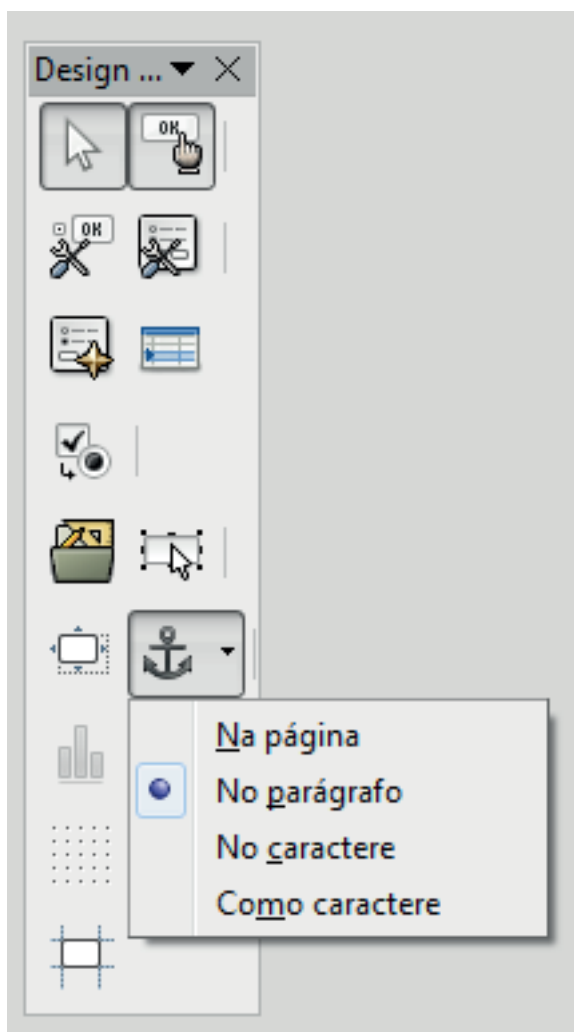 Design ...
OK
OK
Na página
No parágrafo
No caractere
Como caractere